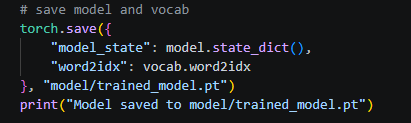 # save model and vocab
torch.save({
    "model_state": model.state_dict(),
    "word2idx": vocab.word2idx
}, "model/trained_model.pt")
print("Model saved to model/trained_model.pt")